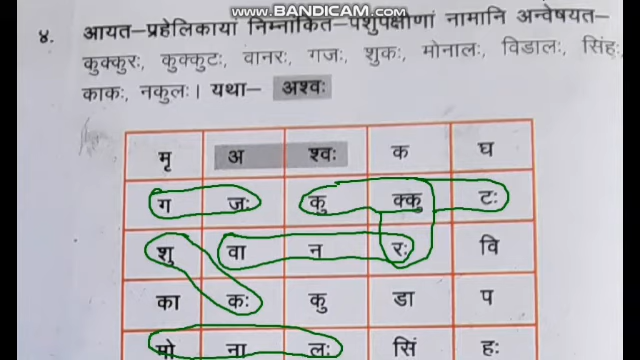 WWW.BANDICAM.COM
४. आयत-प्रहेलिकायां निम्नांकित-पशुपक्षीणां नामानि अन्वेषयत-
कुक्कुरः, कुक्कुटः, वानरः, गजः, शुकः, मोनालः, विडालः, सिंहः
काकः, नकुलः। यथा- अश्वः
मृ अ श्वः क घ
ग जः कु क्कु टः
शु वा न रः वि
का कः कु डा प
मो ना लः सिं हः